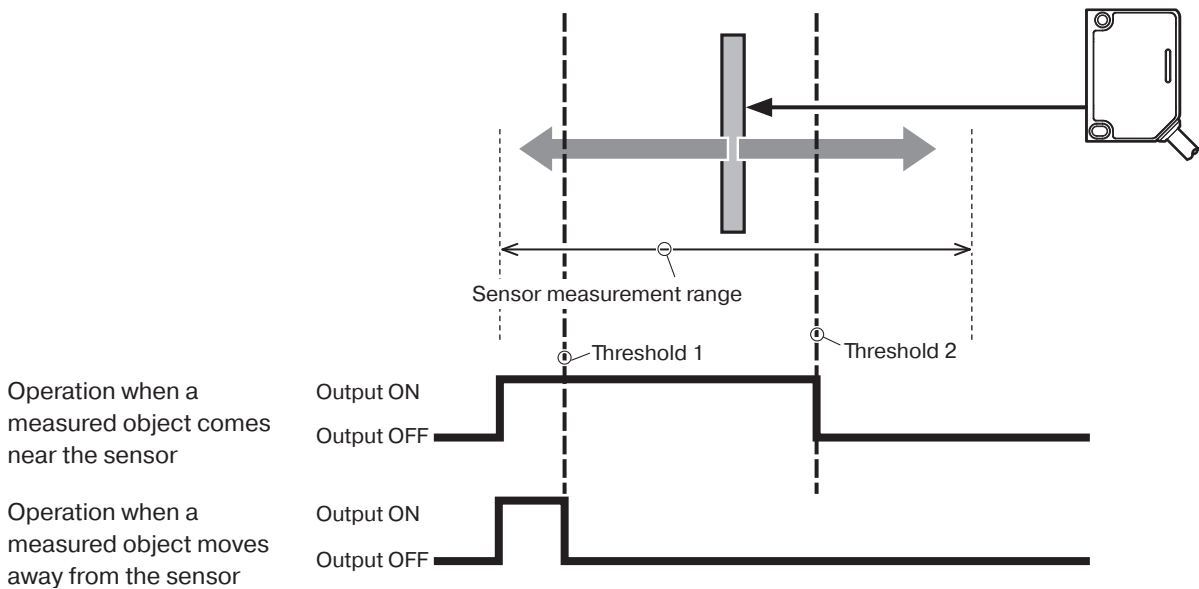 Sensor measurement range
Threshold 1
Threshold 2
Operation when a
measured object comes
near the sensor
Output ON
Output OFF
Operation when a
measured object moves
away from the sensor
Output ON
Output OFF